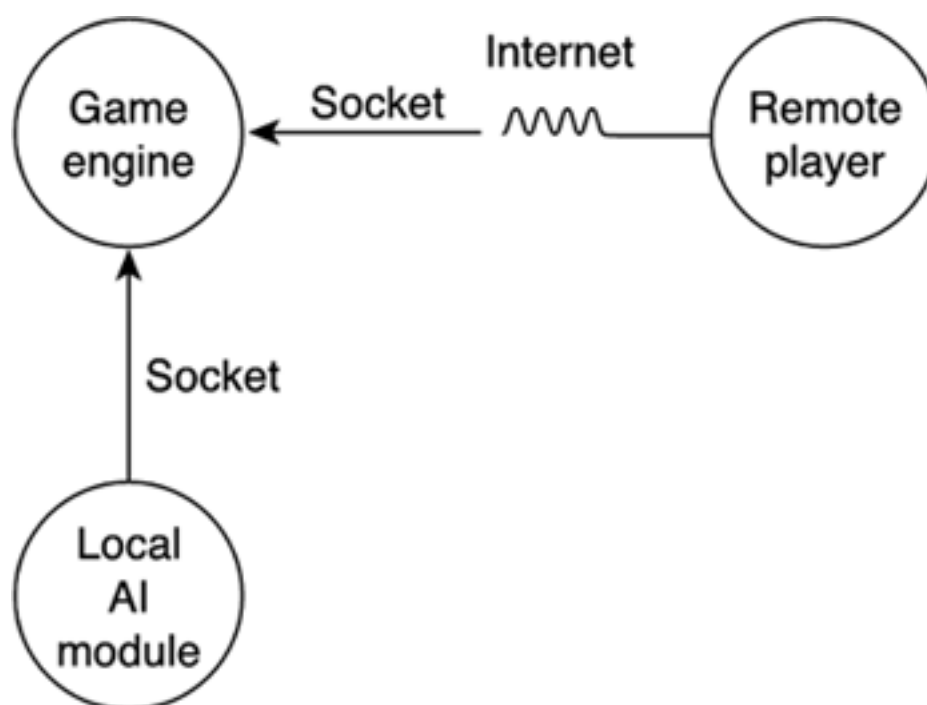 Game
engine
Socket
Internet
Remote
player
Socket
Local
AI
module